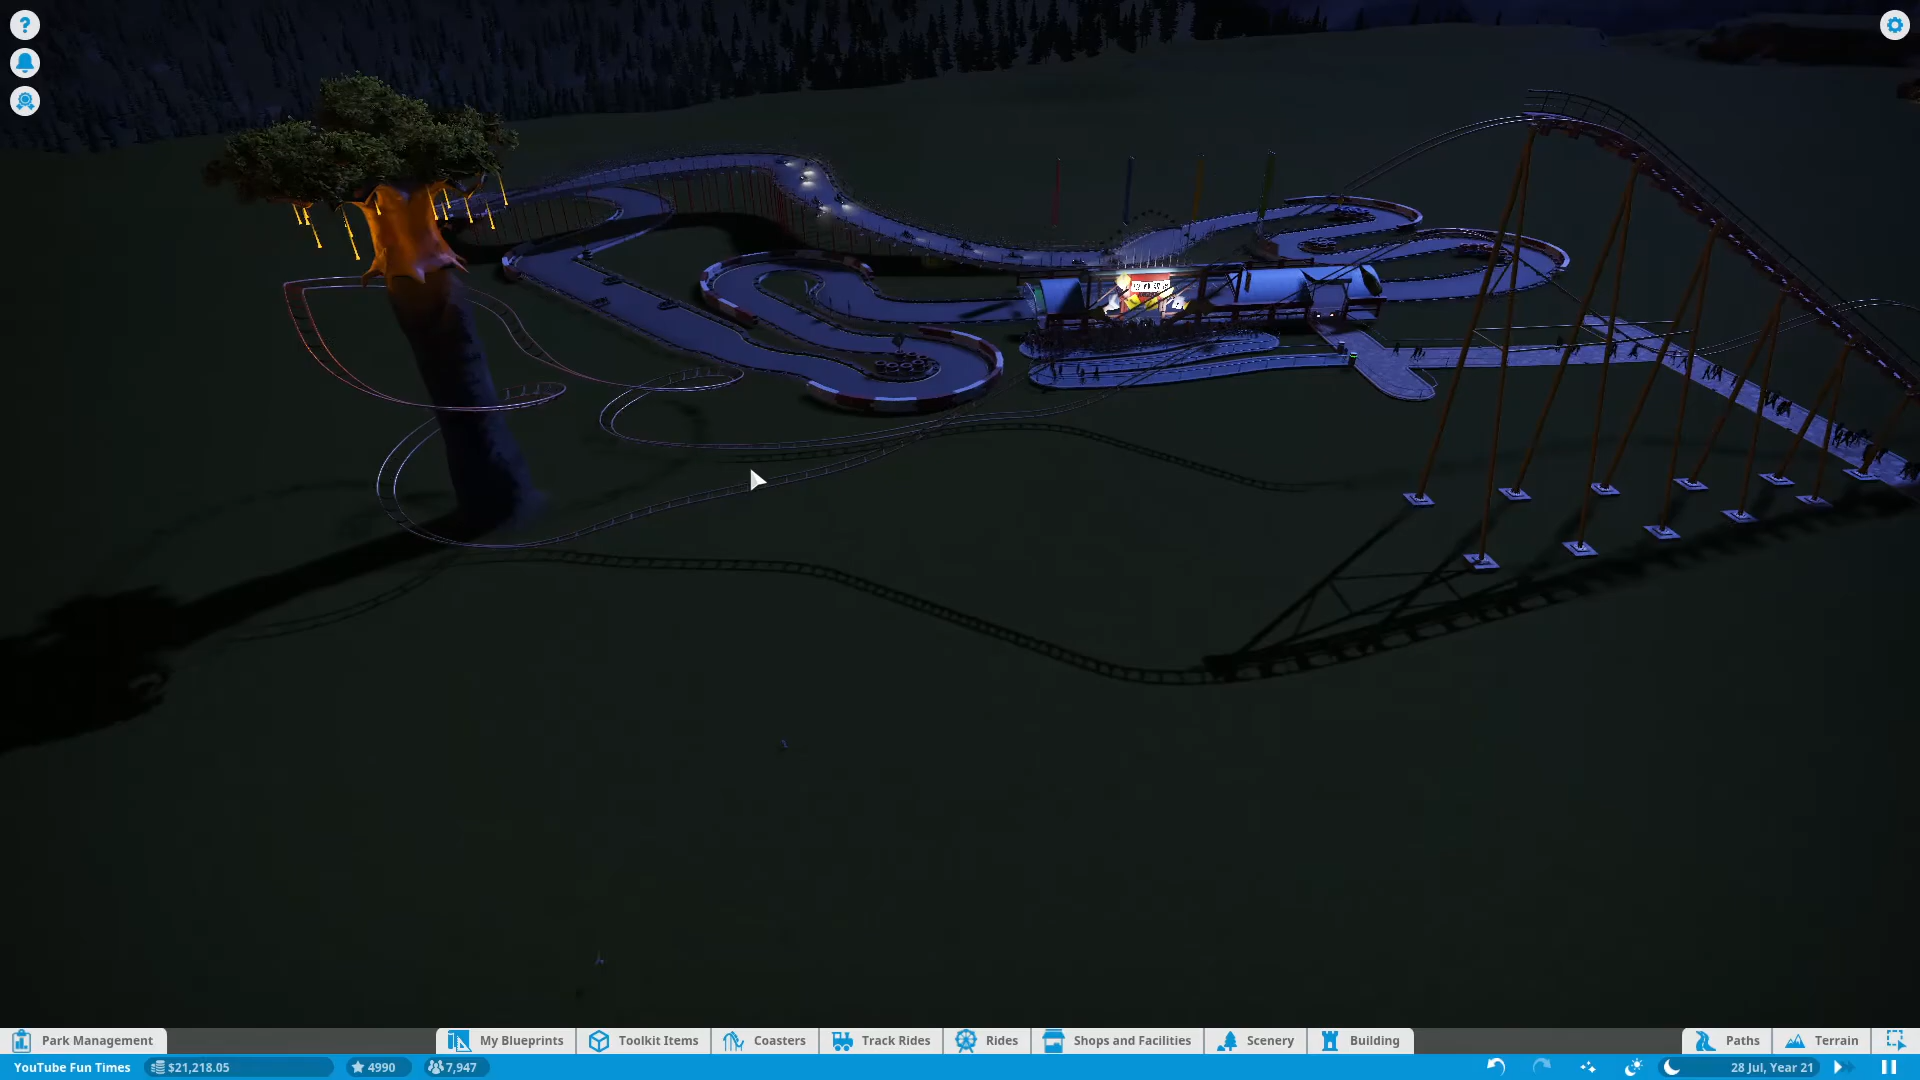 ?
Park Management
My Blueprints
Toolkit Items
Coasters
Track Rides
Rides
Shops and Facilities
Scenery
Building
Paths
Terrain
YouTube Fun Times
$21,218.05
4990
7,947
28 Jul, Year 21